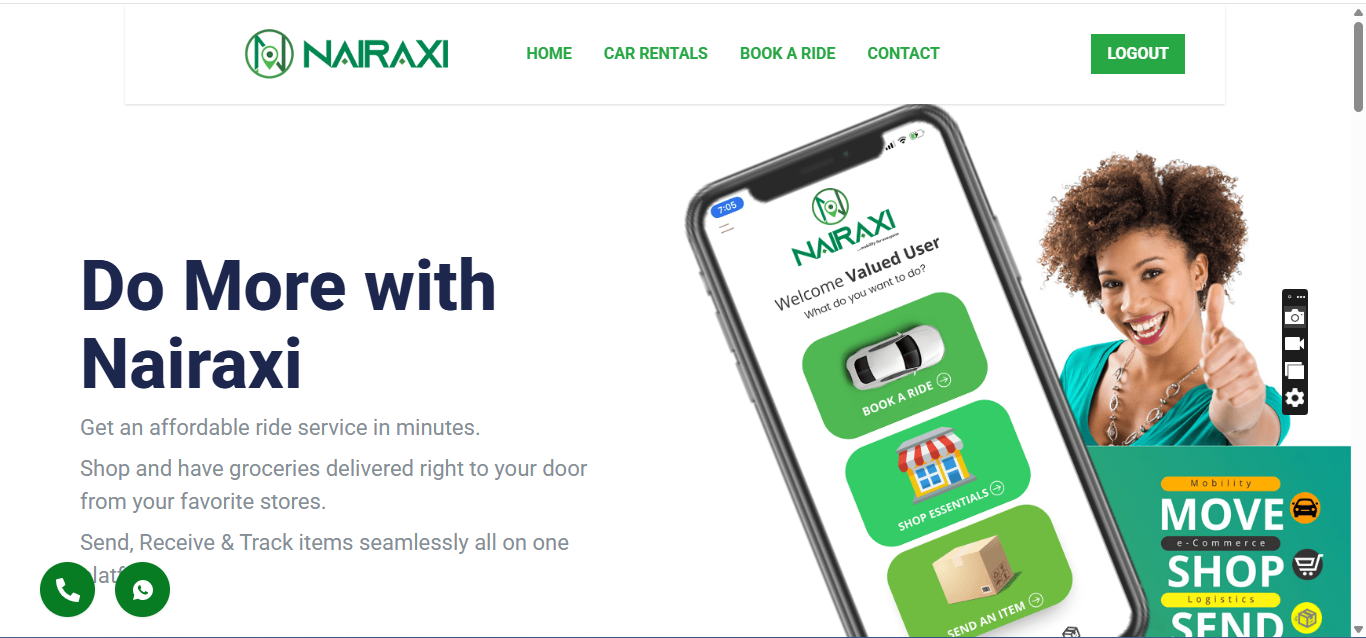 NAIRAXI
HOME
CAR RENTALS
BOOK A RIDE
CONTACT
LOGOUT
7:05
NAIRAXI
Welcome Valued User
What do you want to do?
BOOK A RIDE
SHOP ESSENTIALS
SEND AN ITEM
Do More with
Nairaxi
Get an affordable ride service in minutes.
Shop and have groceries delivered right to your door
from your favorite stores.
Send, Receive & Track items seamlessly all on one
Mobility
MOVE
e-Commerce
SHOP
Logistics
SEND